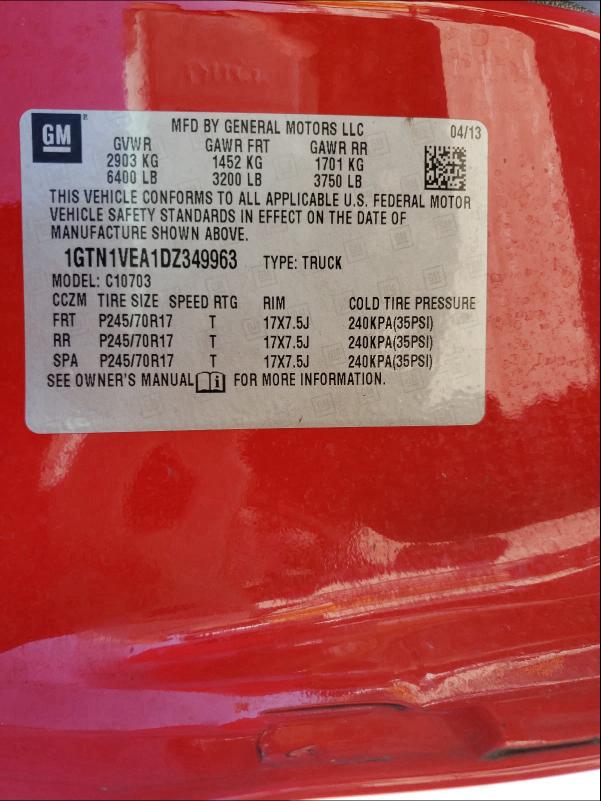 GM
MFD BY GENERAL MOTORS LLC 04/13
GVWR GAWR FRT GAWR RR
2903 KG 1452 KG 1701 KG
6400 LB 3200 LB 3750 LB
THIS VEHICLE CONFORMS TO ALL APPLICABLE U.S. FEDERAL MOTOR
VEHICLE SAFETY STANDARDS IN EFFECT ON THE DATE OF
MANUFACTURE SHOWN ABOVE.
1GTN1VEA1DZ349963 TYPE: TRUCK
MODEL: C10703
CCZM TIRE SIZE SPEED RTG RIM COLD TIRE PRESSURE
FRT P245/70R17 T 17X7.5J 240KPA(35PSI)
RR P245/70R17 T 17X7.5J 240KPA(35PSI)
SPA P245/70R17 T 17X7.5J 240KPA(35PSI)
SEE OWNER'S MANUAL FOR MORE INFORMATION.